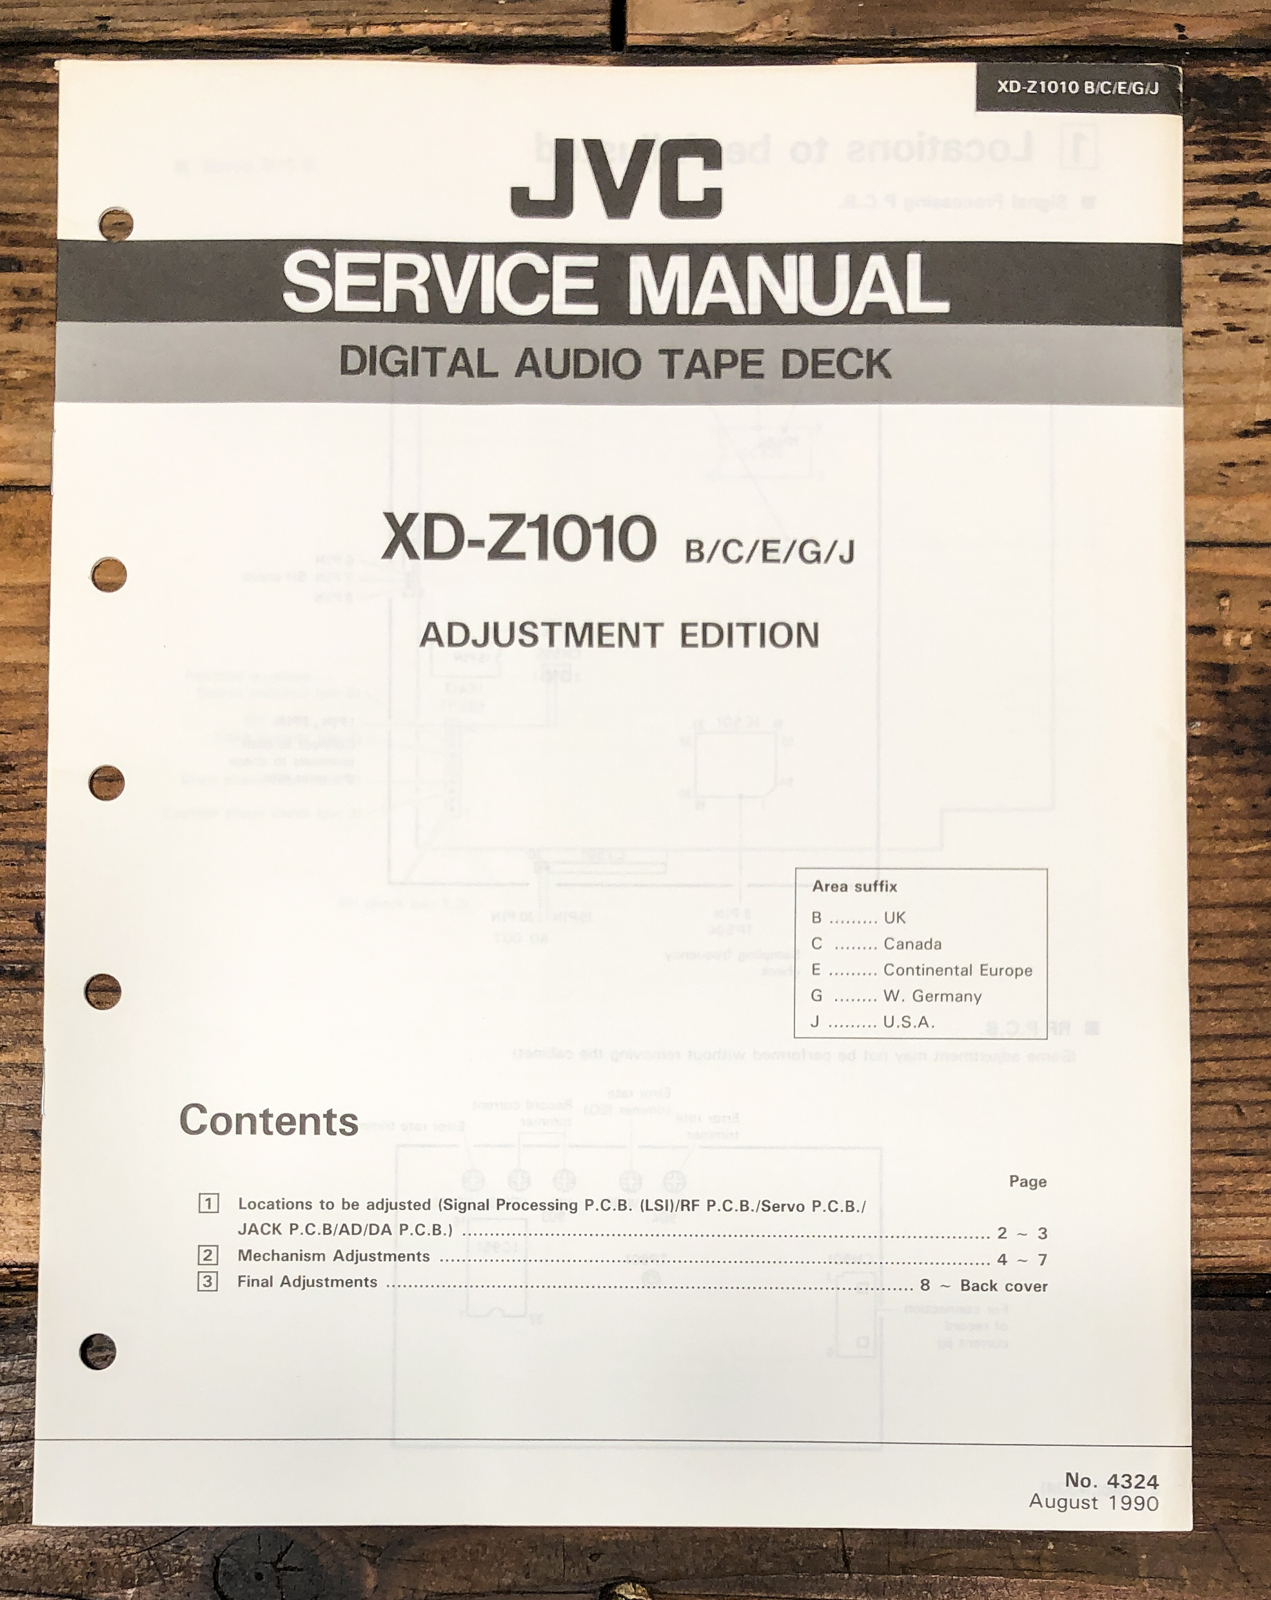 XD-Z1010 B/C/E/G/J
JVC
SERVICE MANUAL
DIGITAL AUDIO TAPE DECK
XD-Z1010 B/C/E/G/J
ADJUSTMENT EDITION
Area suffix
B ......... UK
C ........ Canada
E ......... Continental Europe
G ........ W. Germany
J ......... U.S.A.
Contents
Page
1 Locations to be adjusted (Signal Processing P.C.B. (LSI)/RF P.C.B./Servo P.C.B./
JACK P.C.B/AD/DA P.C.B.) ........ 2 ~ 3
2 Mechanism Adjustments ........ 4 ~ 7
3 Final Adjustments ........ 8 ~ Back cover
No. 4324
August 1990